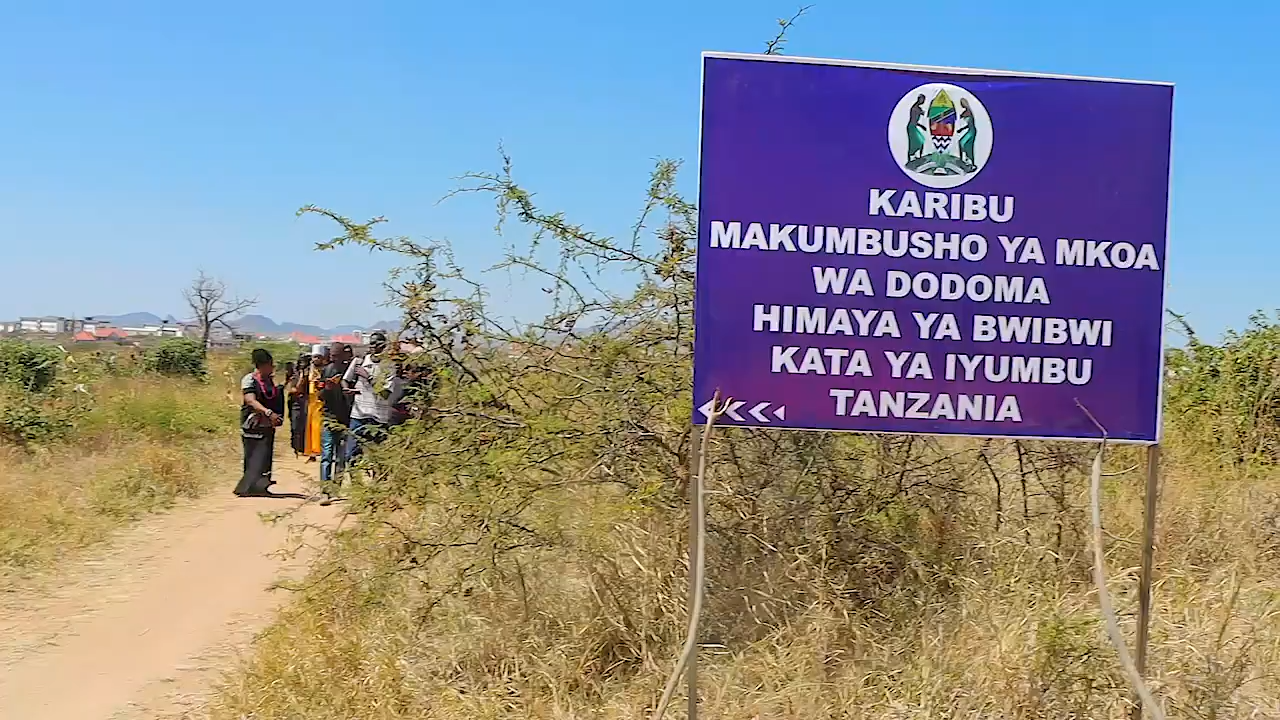 KARIBU
MAKUMBUSHO YA MKOA
WA DODOMA
HIMAYA YA BWIBWI
KATA YA IYUMBU
TANZANIA